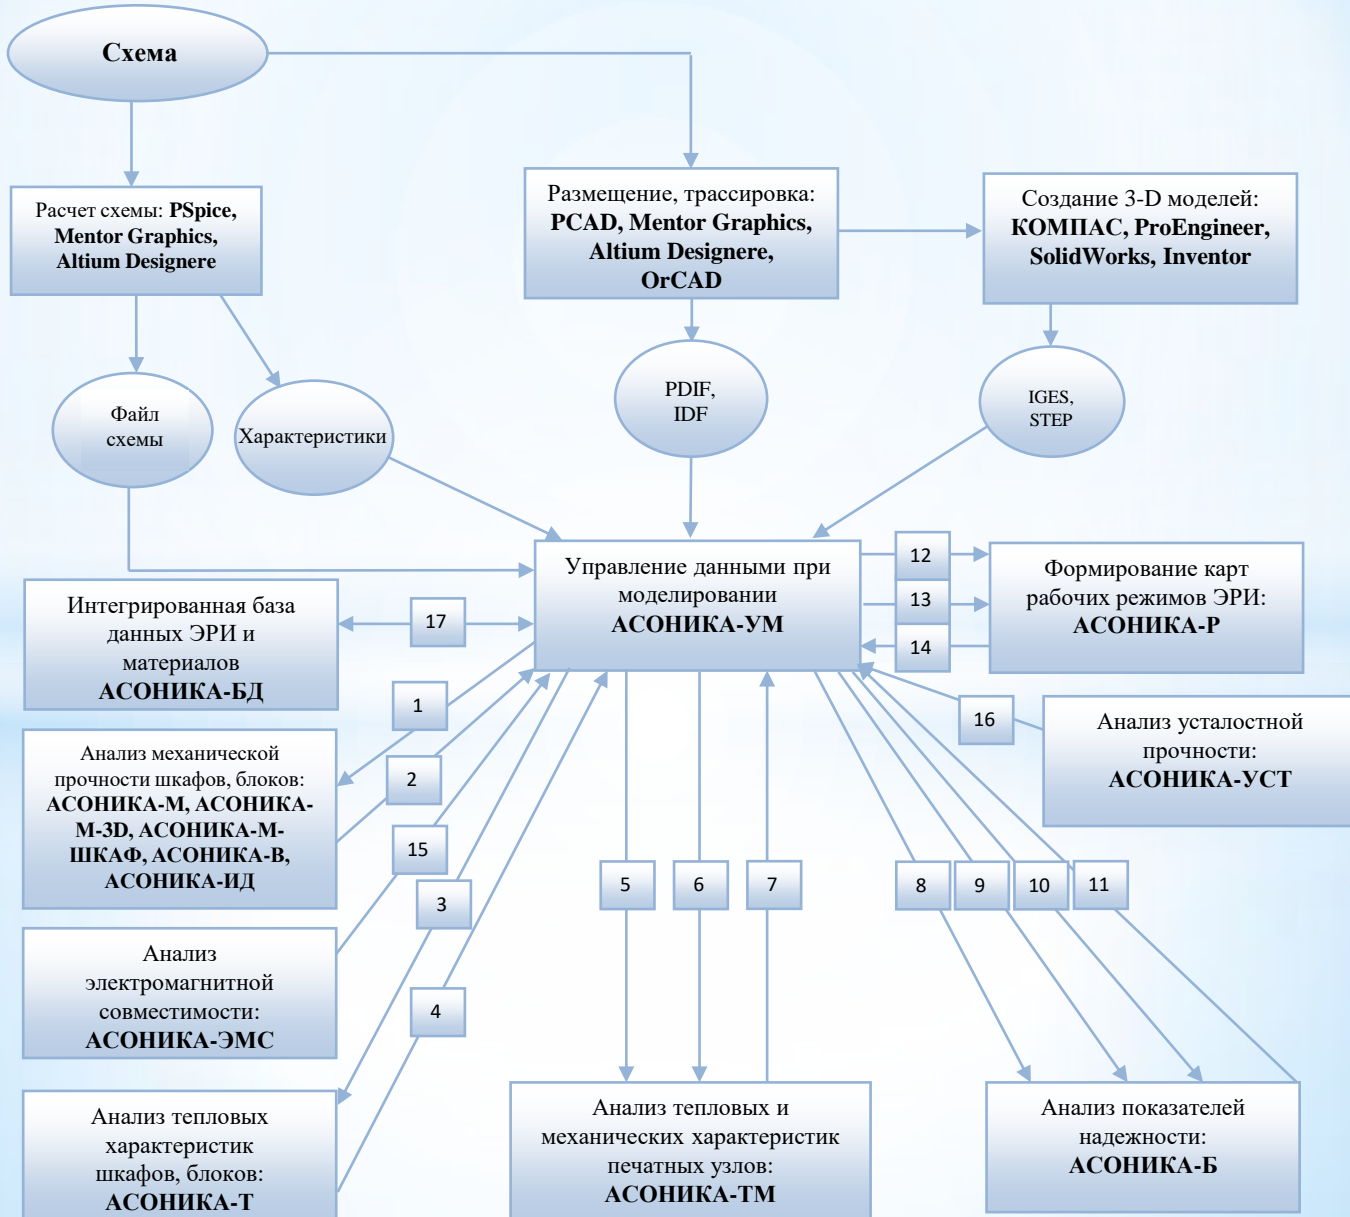 Схема
Расчет схемы: PSpice,
Mentor Graphics,
Altium Designere
Размещение, трассировка:
PCAD, Mentor Graphics,
Altium Designere,
OrCAD
Создание 3-D моделей:
КОМПАС, ProEngineer,
SolidWorks, Inventor
Файл
схемы
Характеристики
PDIF,
IDF
IGES,
STEP
Управление данными при
моделировании
АСОНИКА-УМ
12
13
14
Формирование карт
рабочих режимов ЭРИ:
АСОНИКА-Р
Интегрированная база
данных ЭРИ и
материалов
АСОНИКА-БД
17
1
2
15
3
4
16
Анализ усталостной
прочности:
АСОНИКА-УСТ
Анализ механической
прочности шкафов, блоков:
АСОНИКА-М, АСОНИКА-
М-3D, АСОНИКА-М-
ШКАФ, АСОНИКА-В,
АСОНИКА-ИД
5
6
7
8
9
10
11
Анализ
электромагнитной
совместимости:
АСОНИКА-ЭМС
Анализ тепловых
характеристик
шкафов, блоков:
АСОНИКА-Т
Анализ тепловых и
механических характеристик
печатных узлов:
АСОНИКА-ТМ
Анализ показателей
надежности:
АСОНИКА-Б